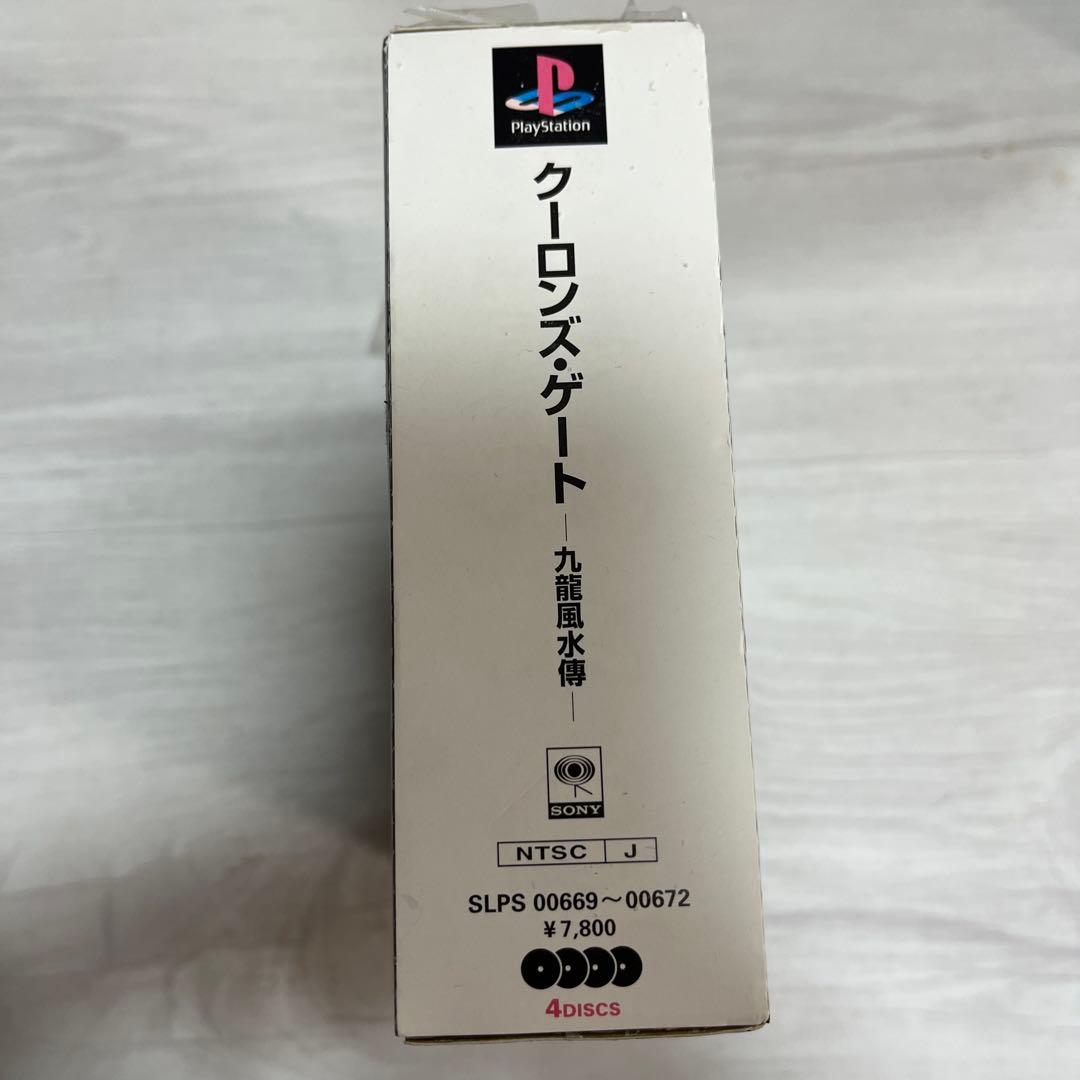 PlayStation
クーロンズ・ゲート
―九龍風水傳―
SONY
NTSC J
SLPS 00669～00672
¥7,800
4DISCS